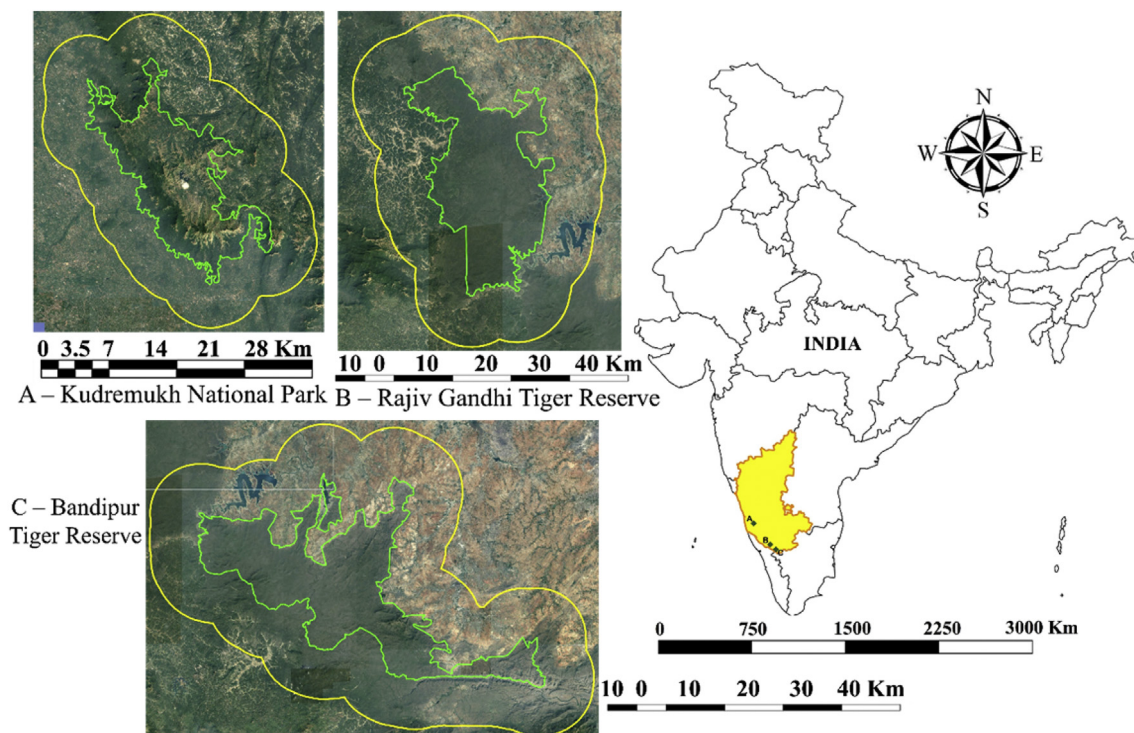 0 3.5 7 14 21 28 Km
A – Kudremukh National Park
10 0 10 20 30 40 Km
B – Rajiv Gandhi Tiger Reserve
C – Bandipur
Tiger Reserve
N
W E
S
INDIA
A
B C
0 750 1500 2250 3000 Km
10 0 10 20 30 40 Km